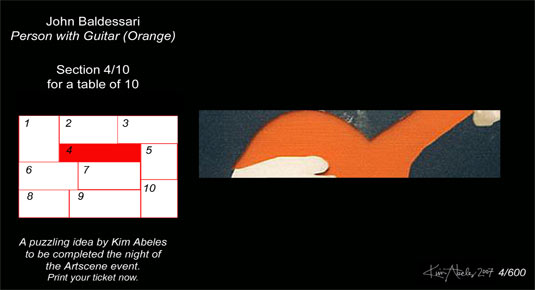 John Baldessari
Person with Guitar (Orange)
Section 4/10
for a table of 10
1 2 3
4 5
6 7
8 9 10
A puzzling idea by Kim Abeles
to be completed the night of
the Artscene event.
Print your ticket now.
Kim Abeles 2007 4/600